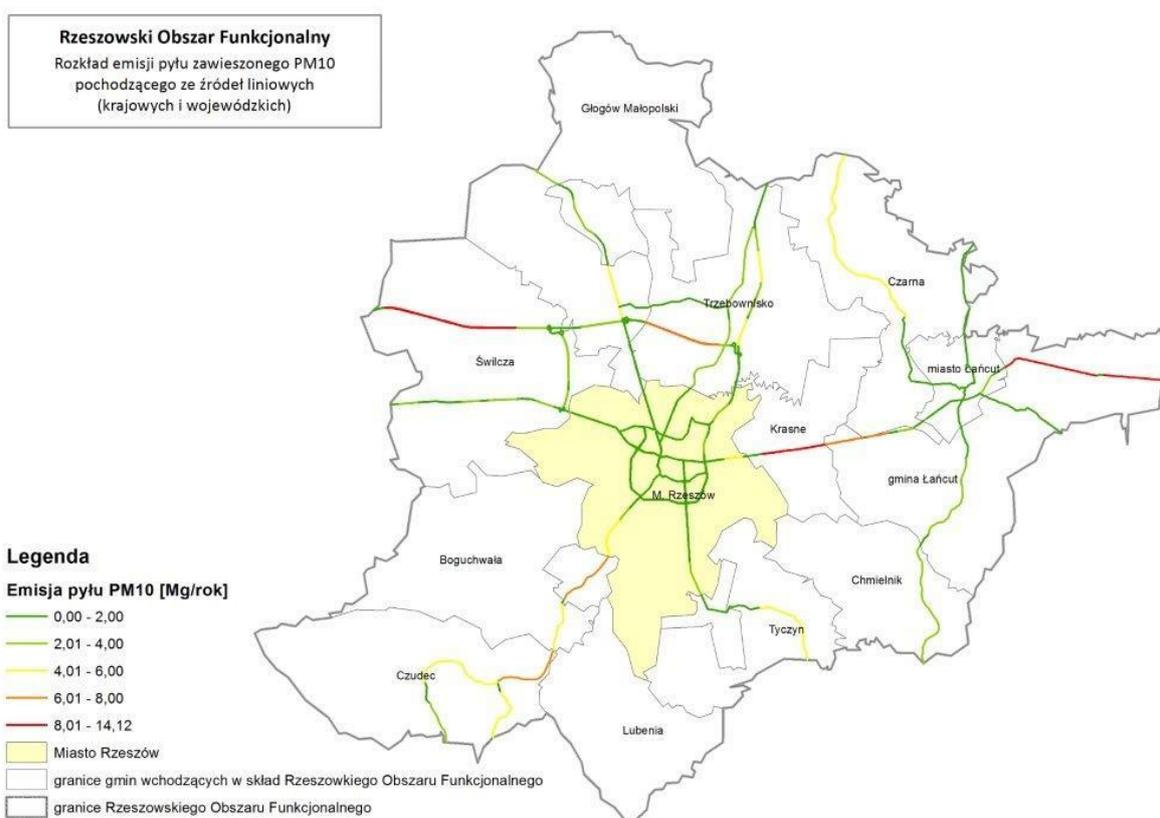 Rzeszowski Obszar Funkcjonalny
Rozkład emisji pyłu zawieszonego PM10
pochodzącego ze źródeł liniowych
(krajowych i wojewódzkich)
Głogów Małopolski
Czarna
Trzebownisko
Świlcza
miasto Łańcut
Krasne
gmina Łańcut
M. Rzeszów
Boguchwała
Chmielnik
Tyczyn
Czudec
Lubenia
Legenda
Emisja pyłu PM10 [Mg/rok]
0,00 - 2,00
2,01 - 4,00
4,01 - 6,00
6,01 - 8,00
8,01 - 14,12
Miasto Rzeszów
granice gmin wchodzących w skład Rzeszowkiego Obszaru Funkcjonalnego
granice Rzeszowskiego Obszaru Funkcjonalnego